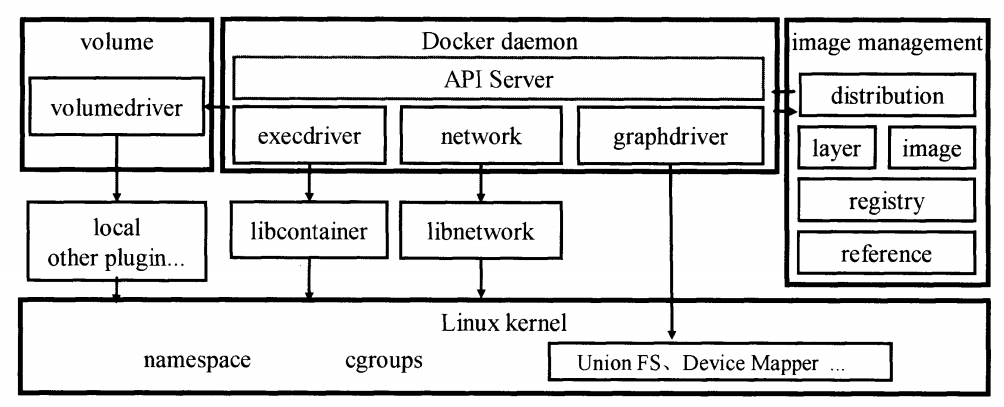 volume
volumedriver
local
other plugin...
Docker daemon
API Server
execdriver
network
graphdriver
libcontainer
libnetwork
image management
distribution
layer
image
registry
reference
Linux kernel
namespace
cgroups
Union FS、Device Mapper ...